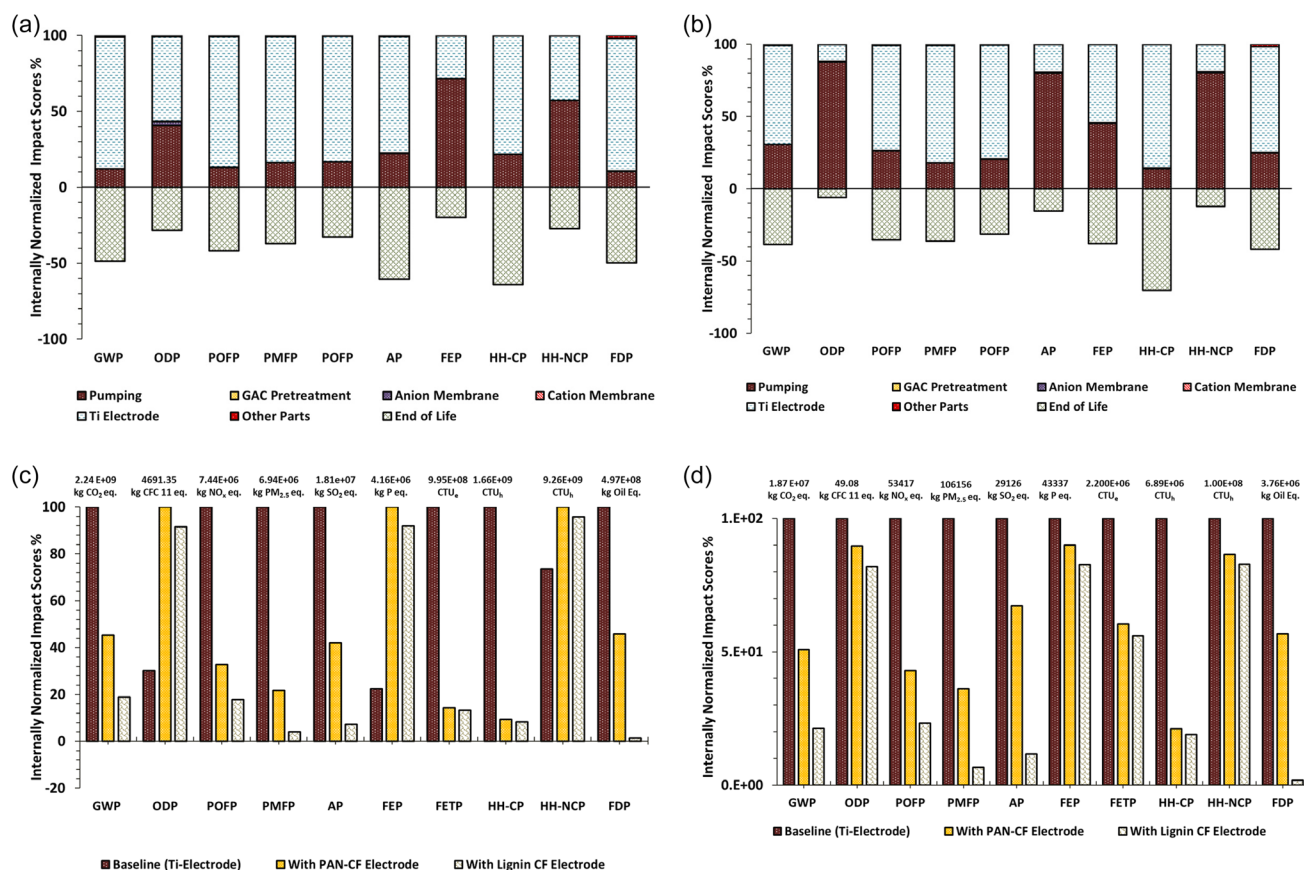 (a)
Internally Normalized Impact Scores %
100
50
0
-50
-100
GWP ODP POFP PMFP POFP AP FEP HH-CP HH-NCP FDP
Pumping GAC Pretreatment Anion Membrane Cation Membrane
Ti Electrode Other Parts End of Life
(b)
Internally Normalized Impact Scores %
100
50
0
-50
-100
GWP ODP POFP PMFP POFP AP FEP HH-CP HH-NCP FDP
Pumping GAC Pretreatment Anion Membrane Cation Membrane
Ti Electrode Other Parts End of Life
(c)
2.24 E+09 4691.35 7.44E+06 6.94E+06 1.81e+07 4.16E+06 9.95E+08 1.66E+09 9.26E+09 4.97E+08
kg CO2 eq. kg CFC 11 eq. kg NOx eq. kg PM2.5 eq. kg SO2 eq. kg P eq. CTUe CTUh CTUh kg Oil Eq.
Internally Normalized Impact Scores %
100
80
60
40
20
0
-20
GWP ODP POFP PMFP AP FEP FETP HH-CP HH-NCP FDP
Baseline (Ti-Electrode) With PAN-CF Electrode With Lignin CF Electrode
(d)
1.87 E+07 49.08 53417 106156 29126 43337 2.200E+06 6.89E+06 1.00E+08 3.76E+06
kg CO2 eq. kg CFC 11 eq. kg NOx eq. kg PM2.5 eq. kg SO2 eq. kg P eq. CTUe CTUh CTUh kg Oil Eq.
Internally Normalized Impact Scores %
1.E+02
5.E+01
0.E+00
GWP ODP POFP PMFP AP FEP FETP HH-CP HH-NCP FDP
Baseline (Ti-Electrode) With PAN-CF Electrode With Lignin CF Electrode